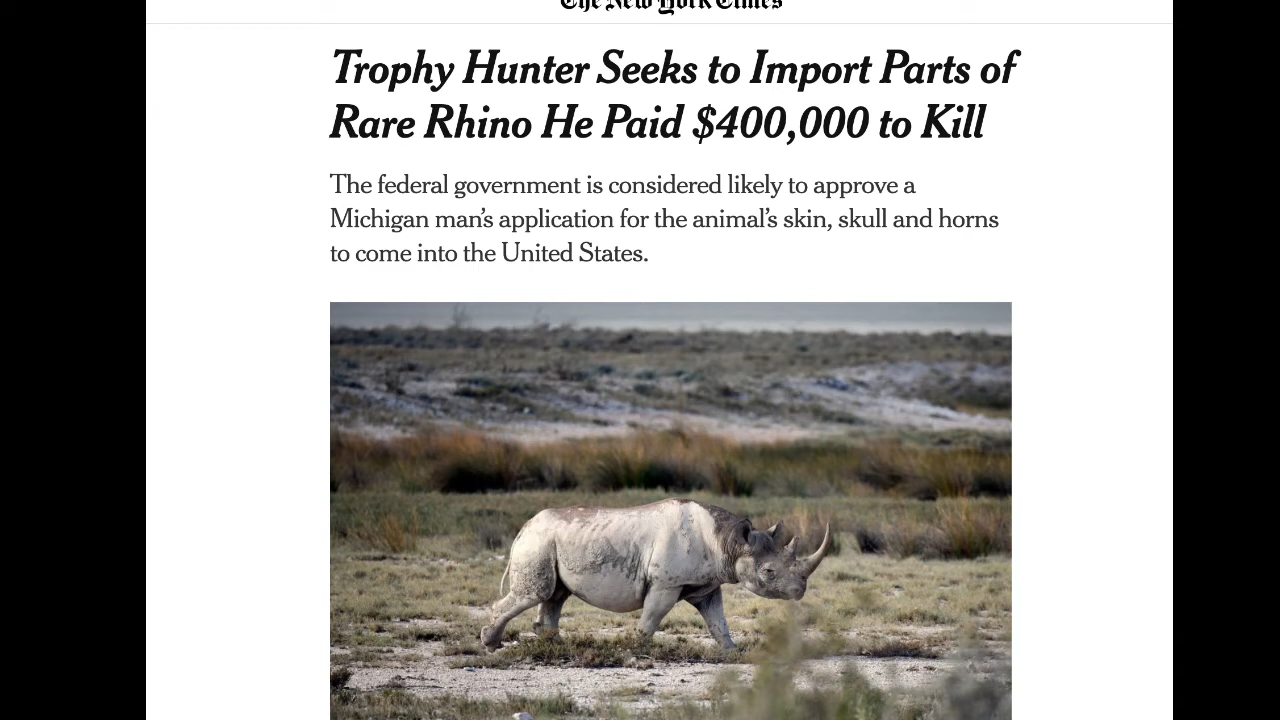 The New York Times
Trophy Hunter Seeks to Import Parts of
Rare Rhino He Paid $400,000 to Kill
The federal government is considered likely to approve a
Michigan man’s application for the animal’s skin, skull and horns
to come into the United States.